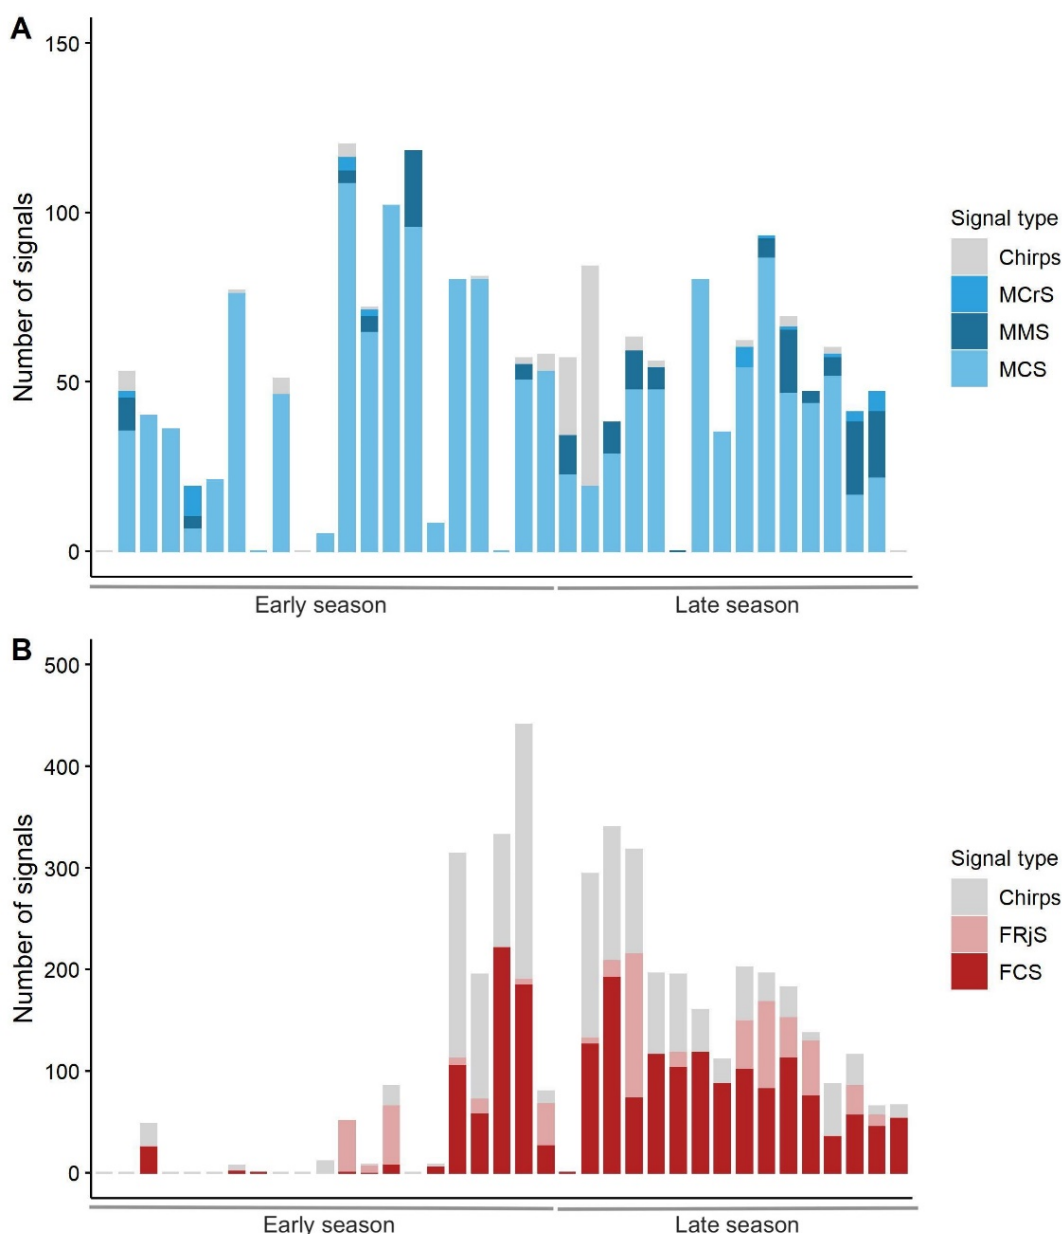 A
150
100
50
0
Number of signals
Early season
Late season
Signal type
Chirps
MCrS
MMS
MCS
B
500
400
300
200
100
0
Number of signals
Early season
Late season
Signal type
Chirps
FRjS
FCS